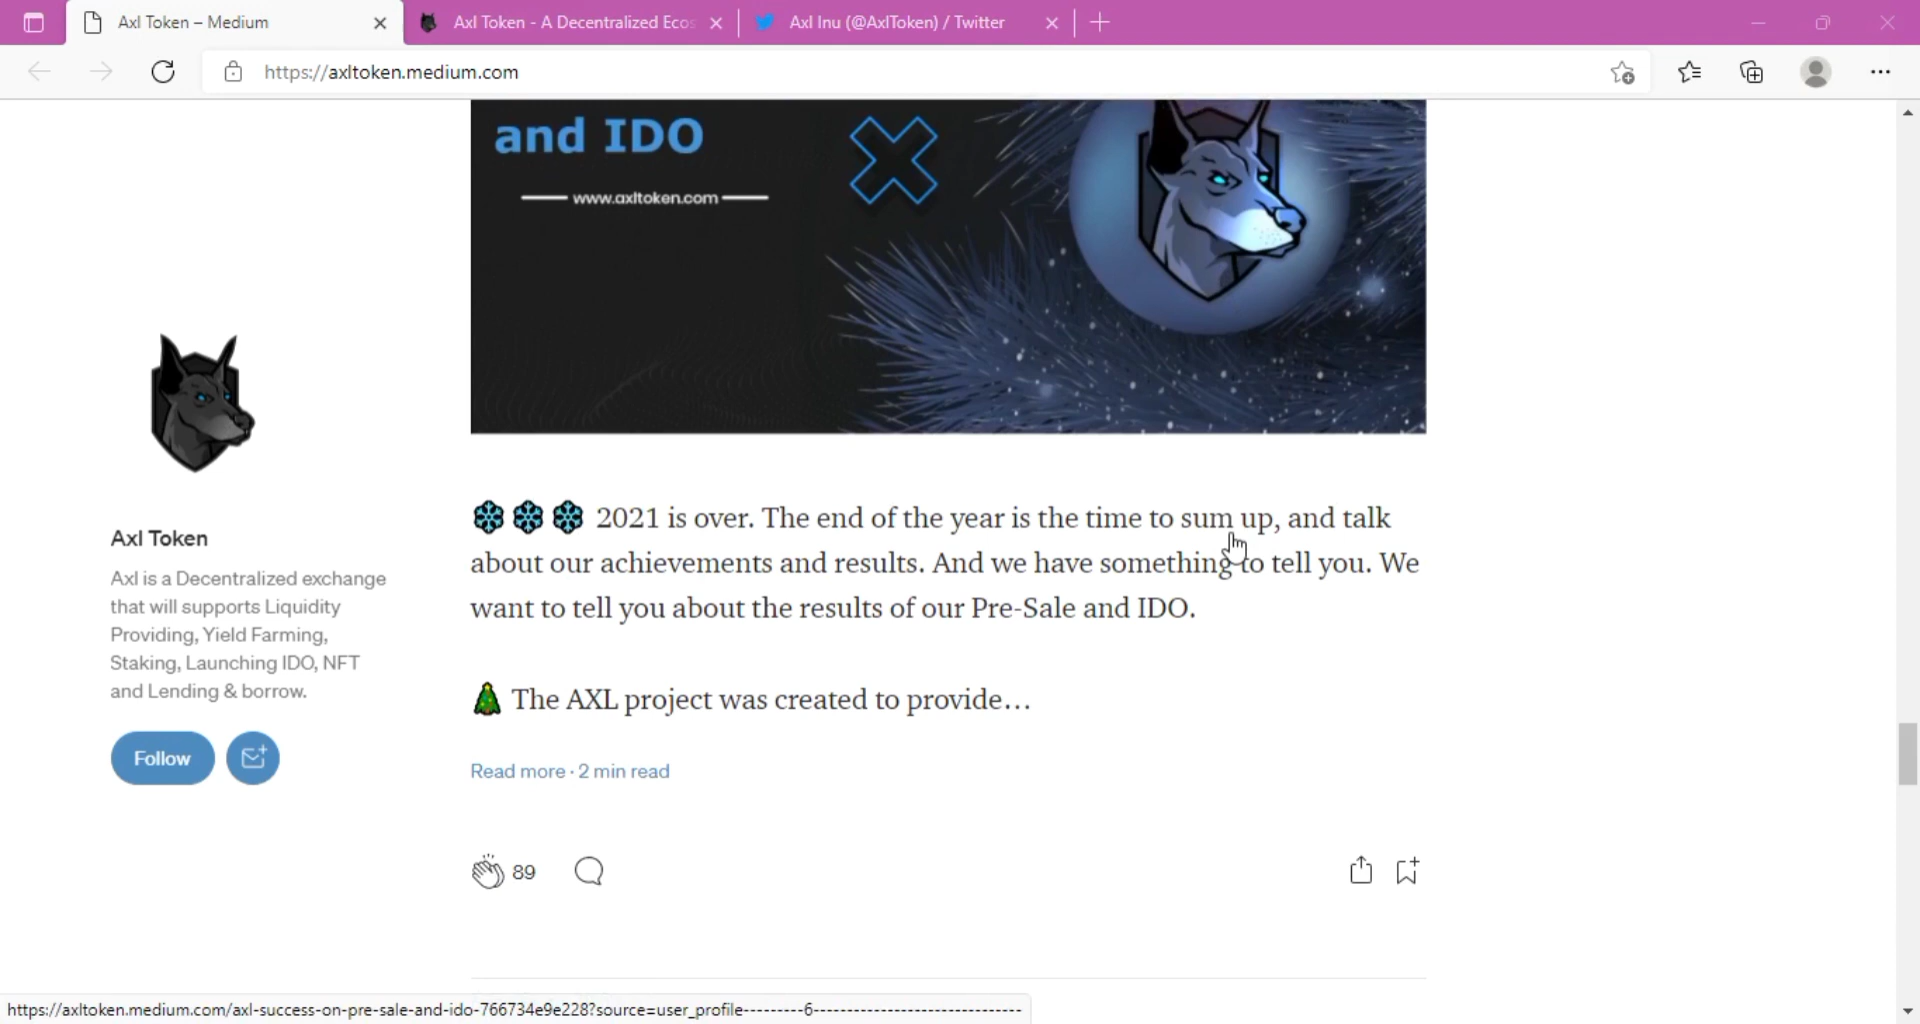 Axl Token – Medium
Axl Token - A Decentralized Ecos
Axl Inu (@AxlToken) / Twitter
https://axltoken.medium.com
and IDO
www.axltoken.com
❄❄❄ 2021 is over. The end of the year is the time to sum up, and talk
about our achievements and results. And we have something to tell you. We
want to tell you about the results of our Pre-Sale and IDO.
🎄 The AXL project was created to provide…
Read more · 2 min read
89
Axl Token
Axl is a Decentralized exchange
that will supports Liquidity
Providing, Yield Farming,
Staking, Launching IDO, NFT
and Lending & borrow.
Follow
https://axltoken.medium.com/axl-success-on-pre-sale-and-ido-766734e9e228?source=user_profile---------6-------------------------------